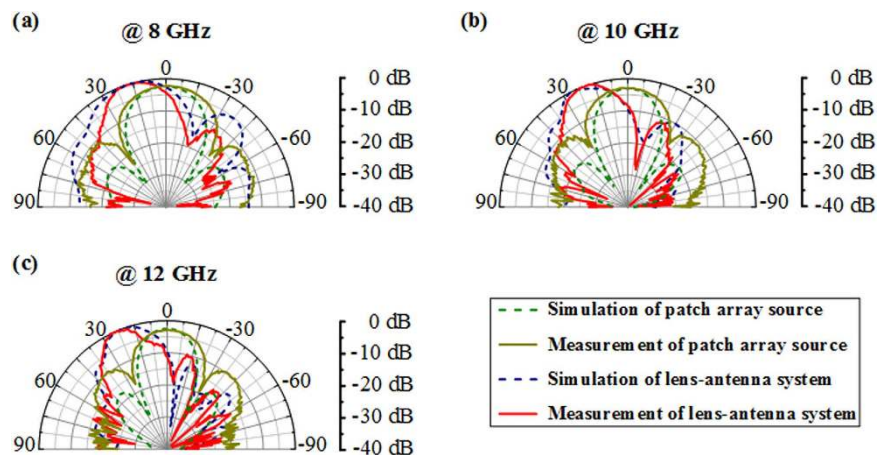 (a)
@ 8 GHz
0
30
-30
60
-60
90
-90
0 dB
-10 dB
-20 dB
-30 dB
-40 dB
(b)
@ 10 GHz
0
30
-30
60
-60
90
-90
0 dB
-10 dB
-20 dB
-30 dB
-40 dB
(c)
@ 12 GHz
0
30
-30
60
-60
90
-90
0 dB
-10 dB
-20 dB
-30 dB
-40 dB
Simulation of patch array source
Measurement of patch array source
Simulation of lens-antenna system
Measurement of lens-antenna system